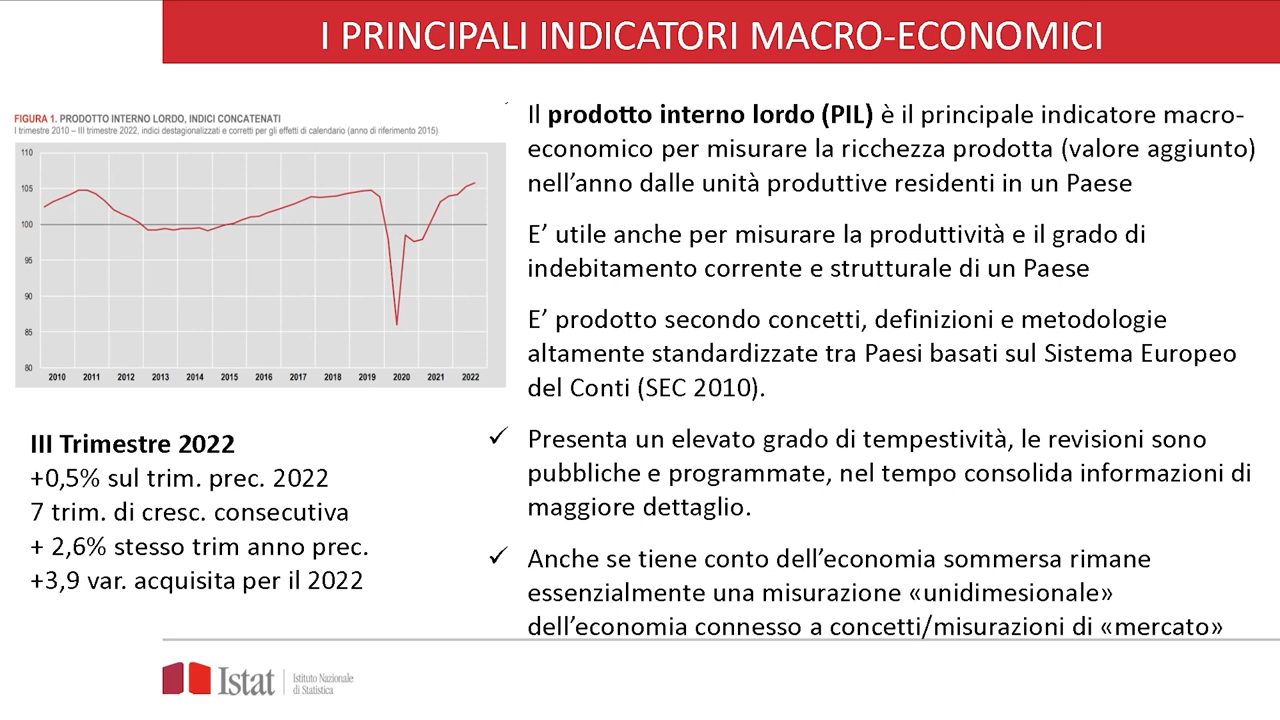 I PRINCIPALI INDICATORI MACRO-ECONOMICI
FIGURA 1. PRODOTTO INTERNO LORDO, INDICI CONCATENATI
I trimestre 2010 – III trimestre 2022, indici destagionalizzati e corretti per gli effetti di calendario (anno di riferimento 2015)
110
105
100
95
90
85
80
2010 2011 2012 2013 2014 2015 2016 2017 2018 2019 2020 2021 2022
III Trimestre 2022
+0,5% sul trim. prec. 2022
7 trim. di cresc. consecutiva
+ 2,6% stesso trim anno prec.
+3,9 var. acquisita per il 2022
Il prodotto interno lordo (PIL) è il principale indicatore macro-
economico per misurare la ricchezza prodotta (valore aggiunto)
nell’anno dalle unità produttive residenti in un Paese
E’ utile anche per misurare la produttività e il grado di
indebitamento corrente e strutturale di un Paese
E’ prodotto secondo concetti, definizioni e metodologie
altamente standardizzate tra Paesi basati sul Sistema Europeo
del Conti (SEC 2010).
✓ Presenta un elevato grado di tempestività, le revisioni sono
pubbliche e programmate, nel tempo consolida informazioni di
maggiore dettaglio.
✓ Anche se tiene conto dell’economia sommersa rimane
essenzialmente una misurazione «unidimesionale»
dell’economia connesso a concetti/misurazioni di «mercato»
Istat
Istituto Nazionale
di Statistica